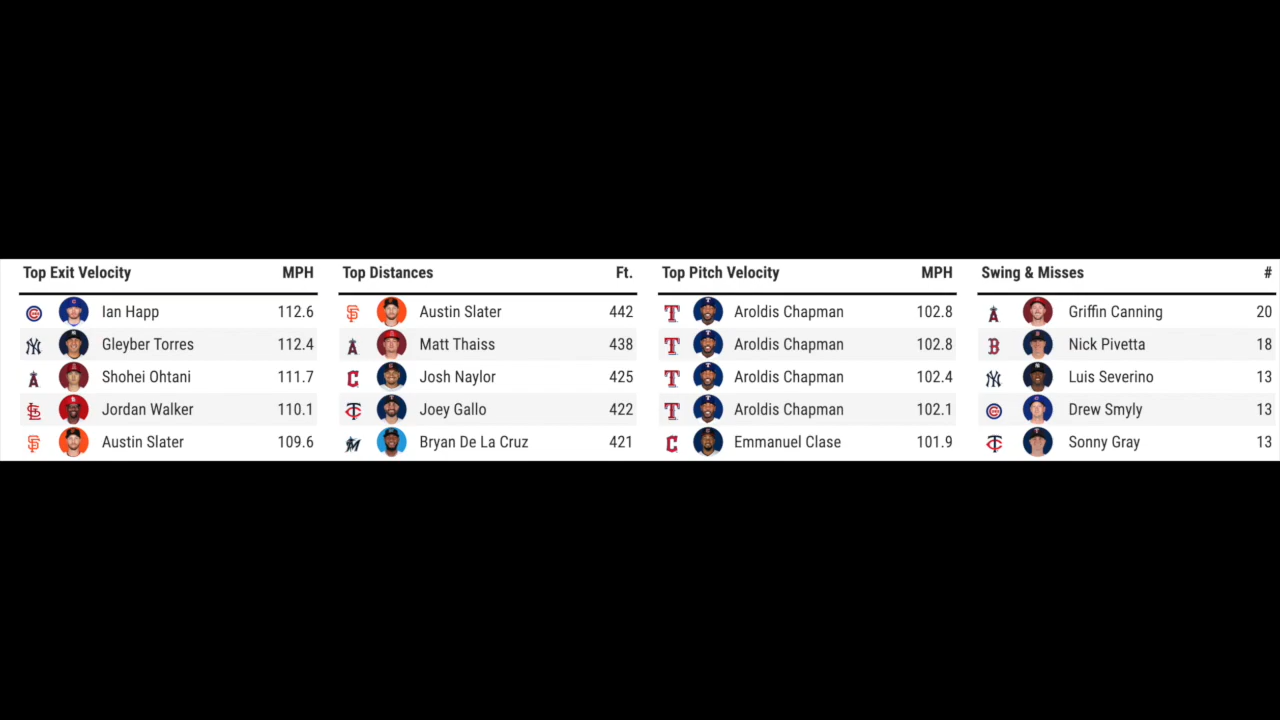 Top Exit Velocity MPH
Ian Happ 112.6
Gleyber Torres 112.4
Shohei Ohtani 111.7
Jordan Walker 110.1
Austin Slater 109.6
Top Distances Ft.
Austin Slater 442
Matt Thaiss 438
Josh Naylor 425
Joey Gallo 422
Bryan De La Cruz 421
Top Pitch Velocity MPH
Aroldis Chapman 102.8
Aroldis Chapman 102.8
Aroldis Chapman 102.4
Aroldis Chapman 102.1
Emmanuel Clase 101.9
Swing & Misses #
Griffin Canning 20
Nick Pivetta 18
Luis Severino 13
Drew Smyly 13
Sonny Gray 13